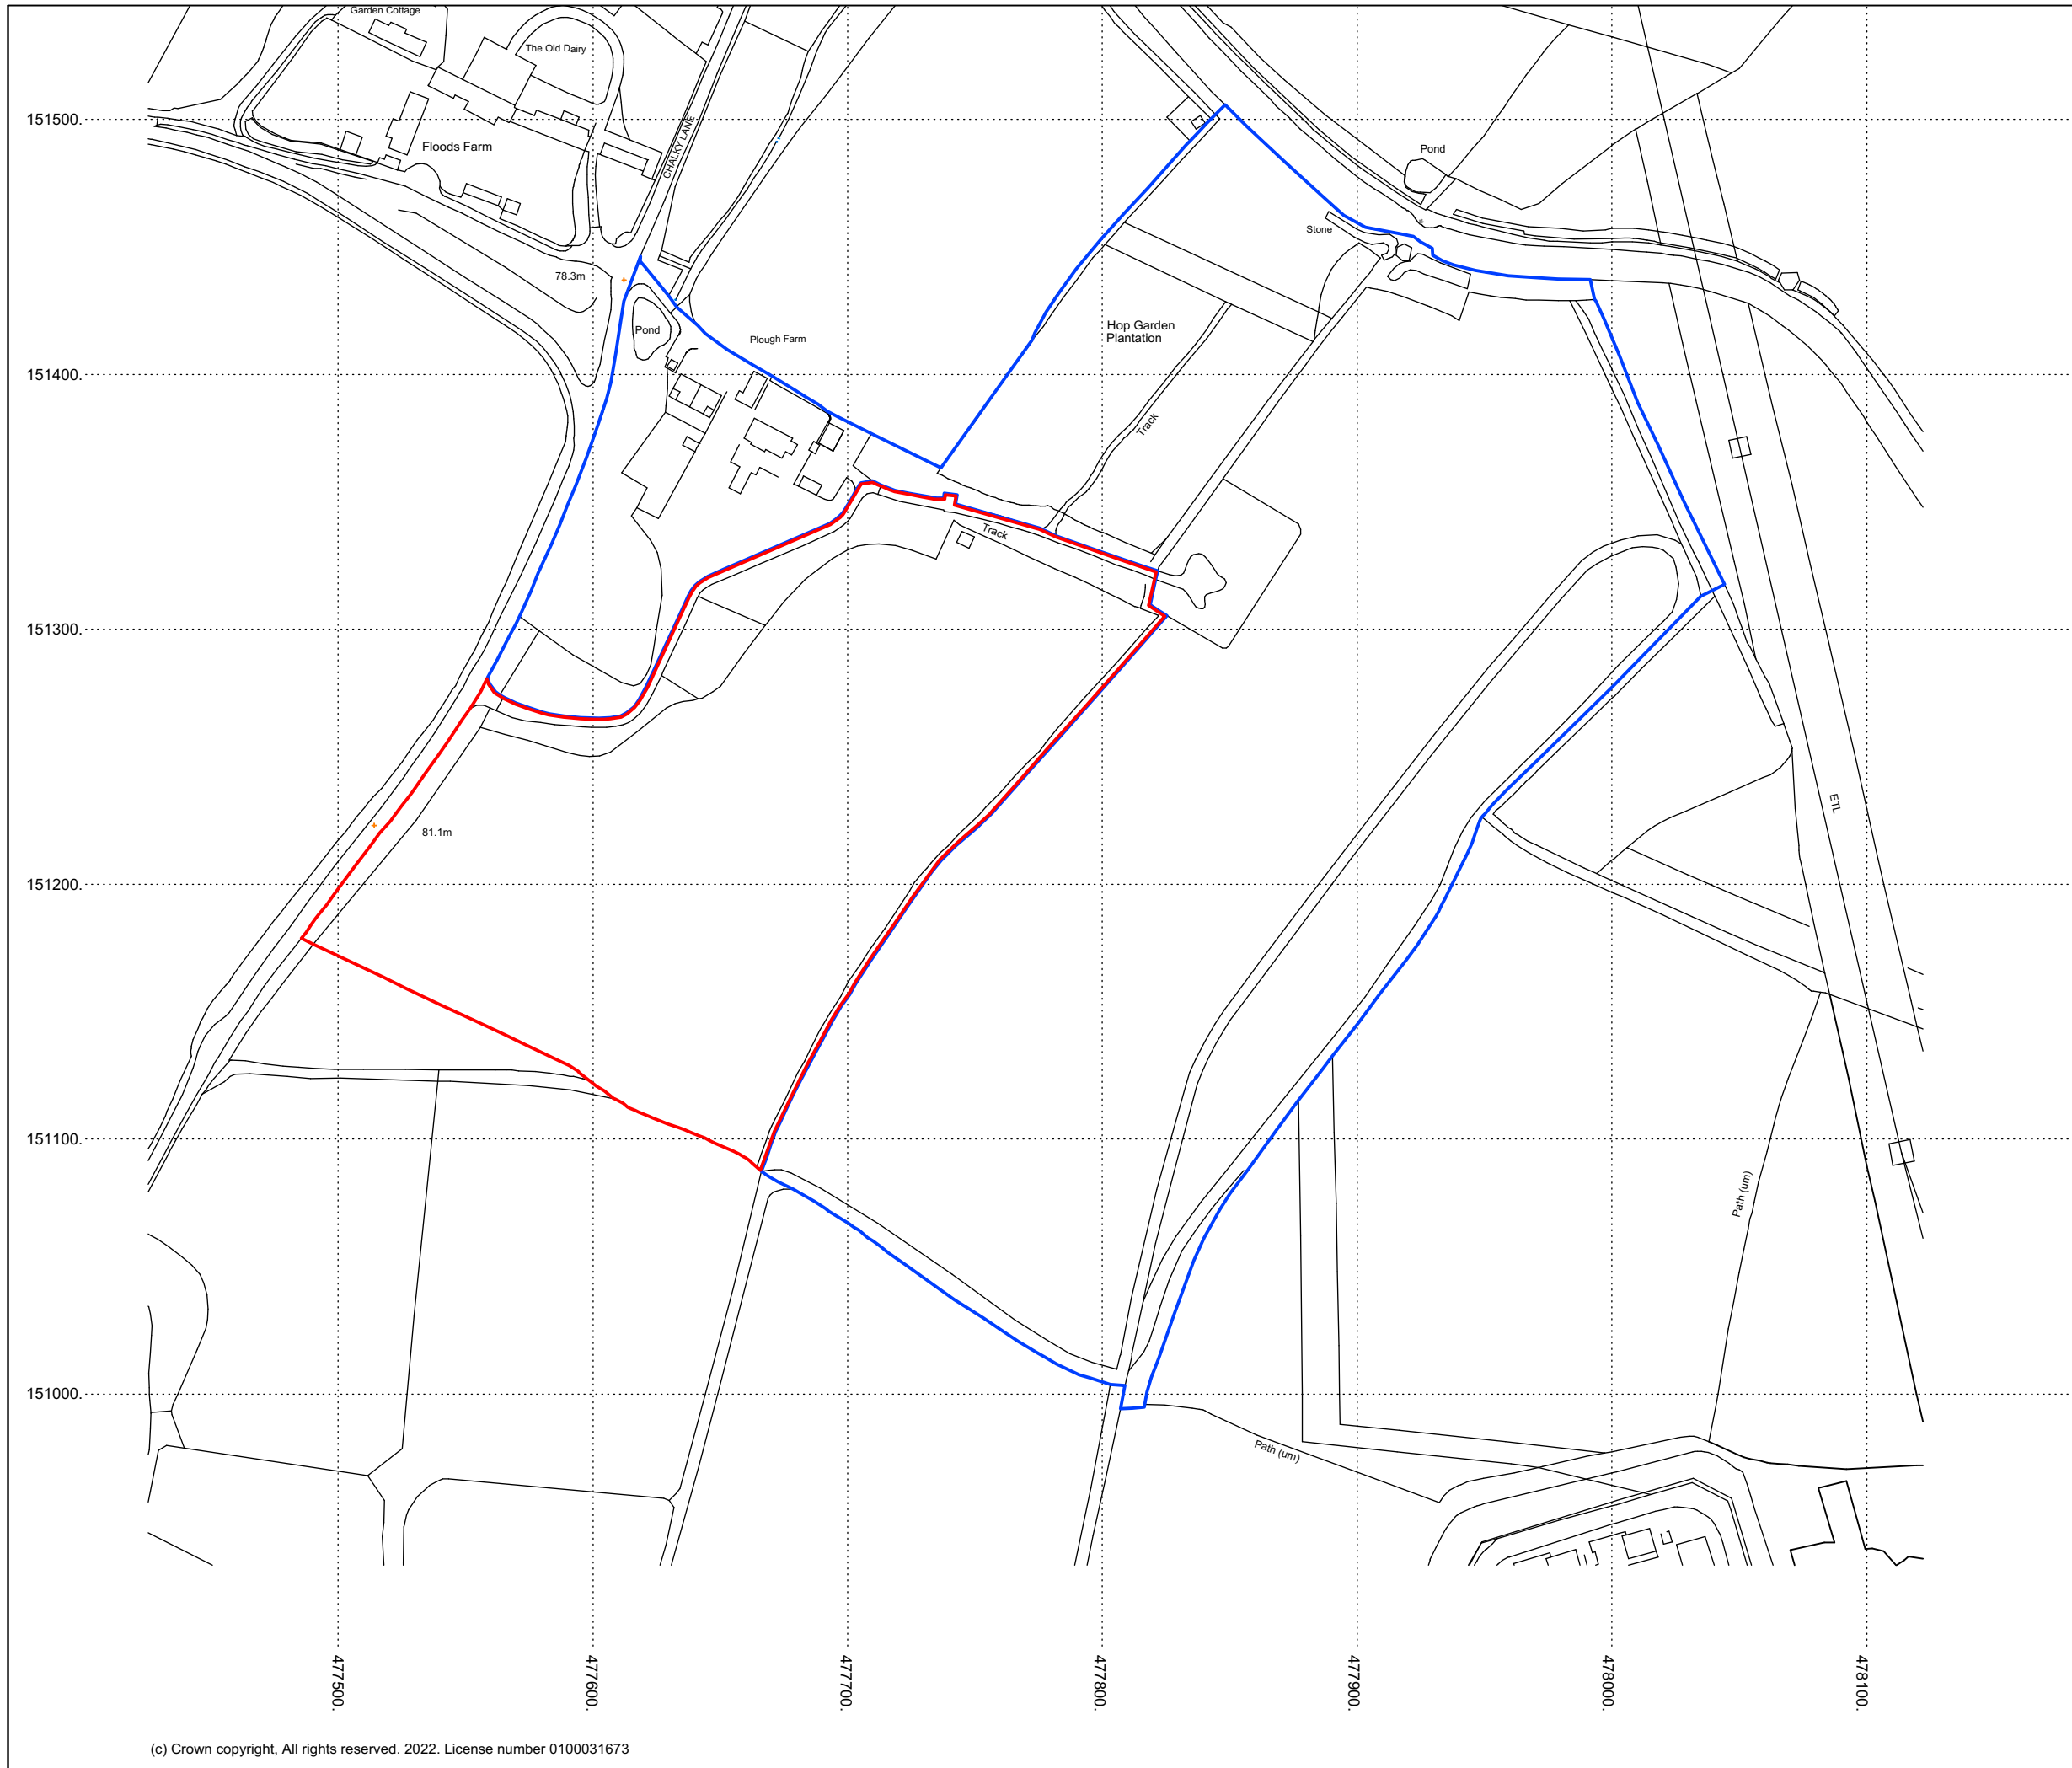 Garden Cottage
The Old Dairy
151500.
CHALKY LANE
Floods Farm
Pond
Stone
78.3m
Pond
Plough Farm
Hop Garden
Plantation
151400.
Track
Track
151300.
ETL
81.1m
151200.
151100.
Path (um)
151000.
Path (um)
477500.
477600.
477700.
477800.
477900.
478000.
478100.
(c) Crown copyright, All rights reserved. 2022. License number 0100031673